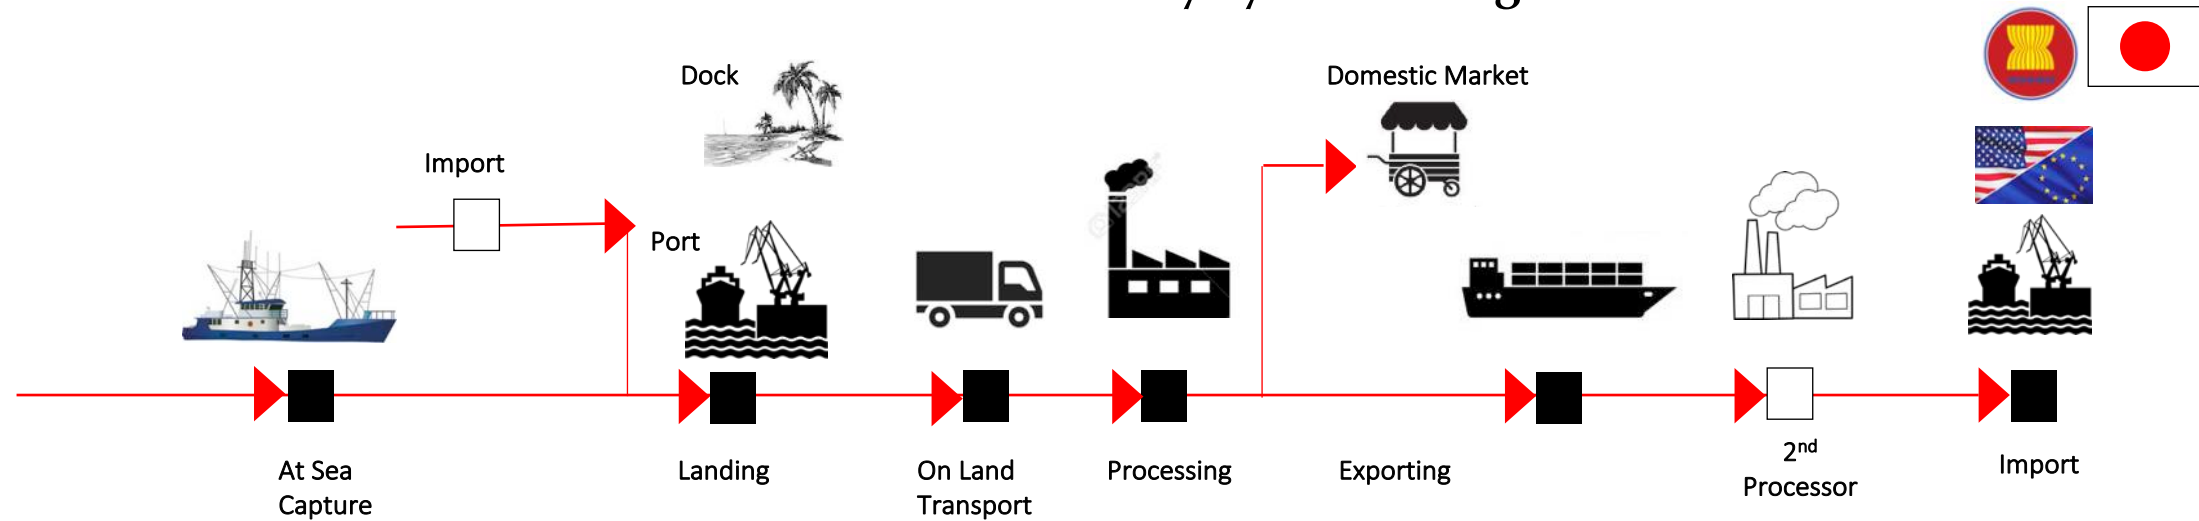 Dock
Domestic Market
Import
Port
At Sea
Capture
Landing
On Land
Transport
Processing
Exporting
2nd
Processor
Import